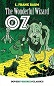 L. FRANK BAUM
The Wonderful Wizard
OZ